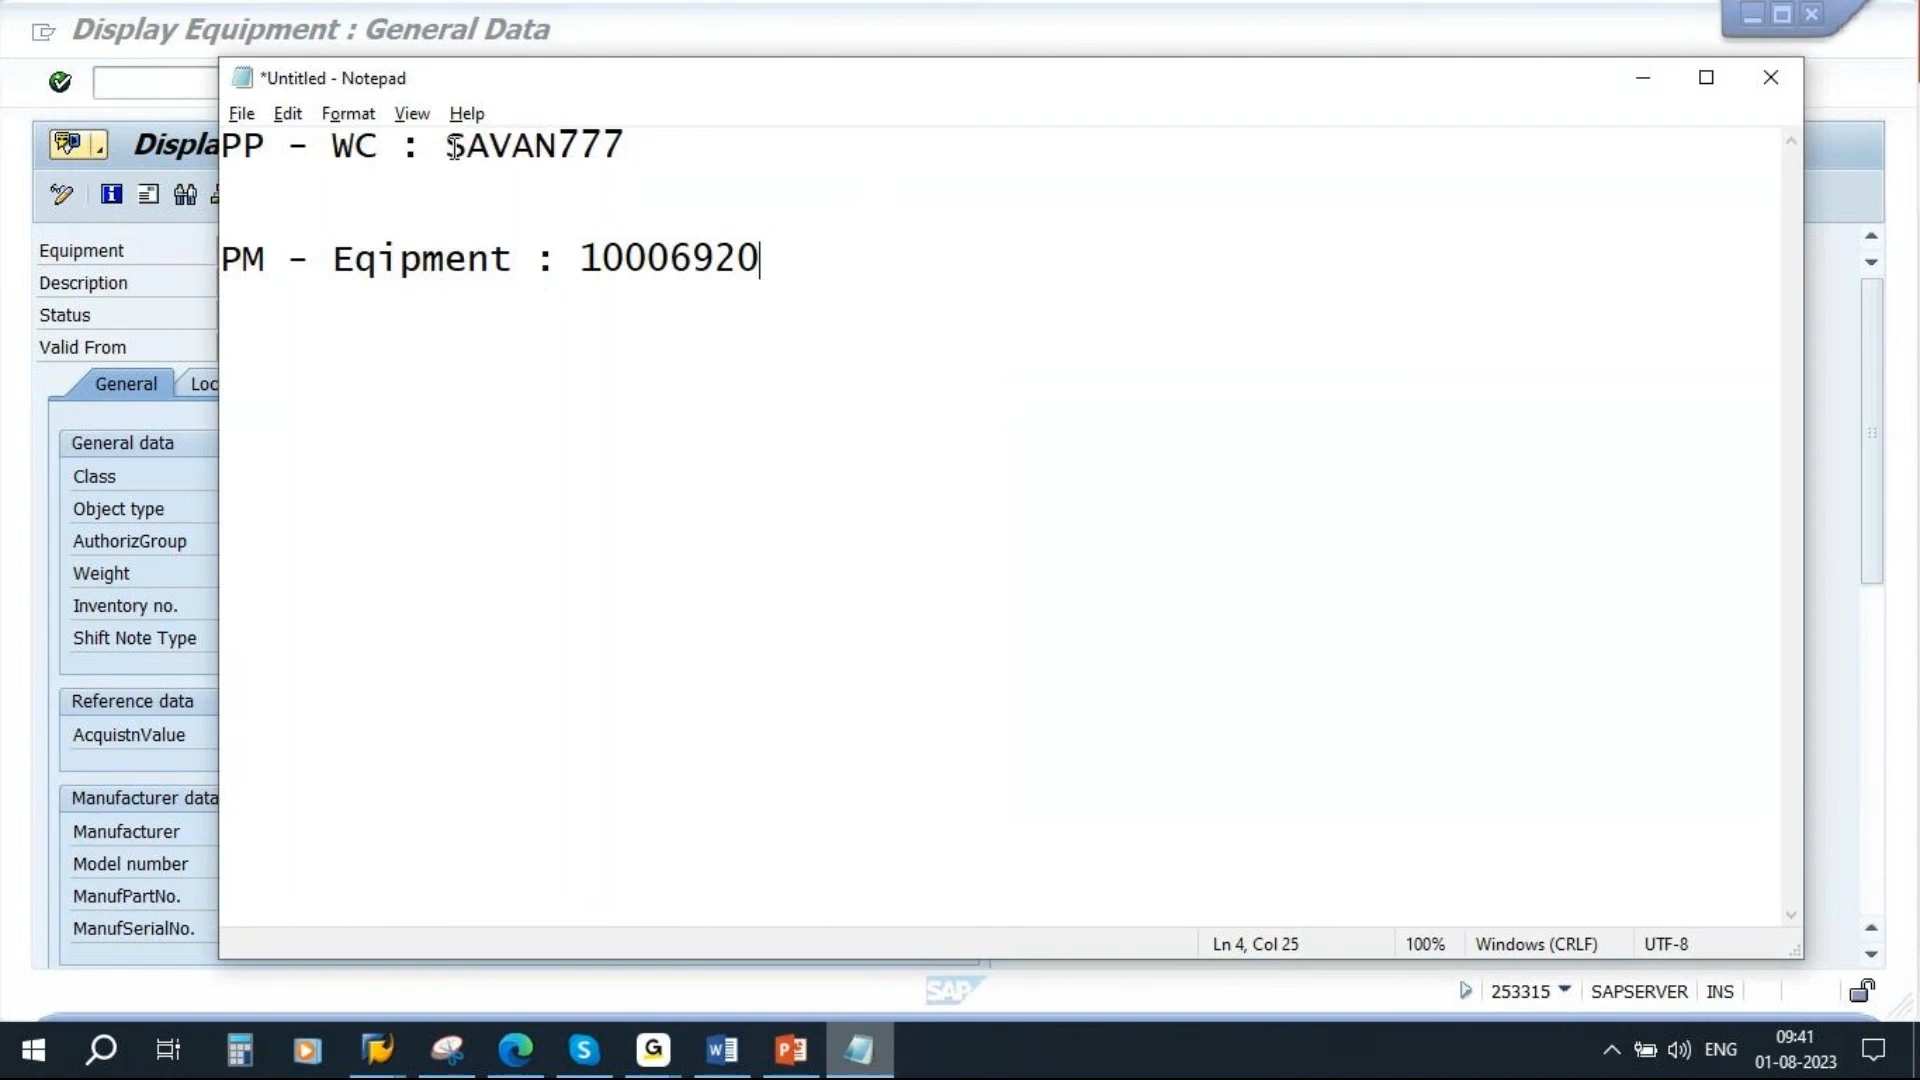 Display Equipment : General Data
*Untitled - Notepad
File Edit Format View Help
Displa
PP - WC : SAVAN777
PM - Eqipment : 10006920
Equipment
Description
Status
Valid From
General Loc
General data
Class
Object type
AuthorizGroup
Weight
Inventory no.
Shift Note Type
Reference data
AcquistnValue
Manufacturer data
Manufacturer
Model number
ManufPartNo.
ManufSerialNo.
Ln 4, Col 25 100% Windows (CRLF) UTF-8
SAP 253315 SAPSERVER INS
ENG 09:41
01-08-2023